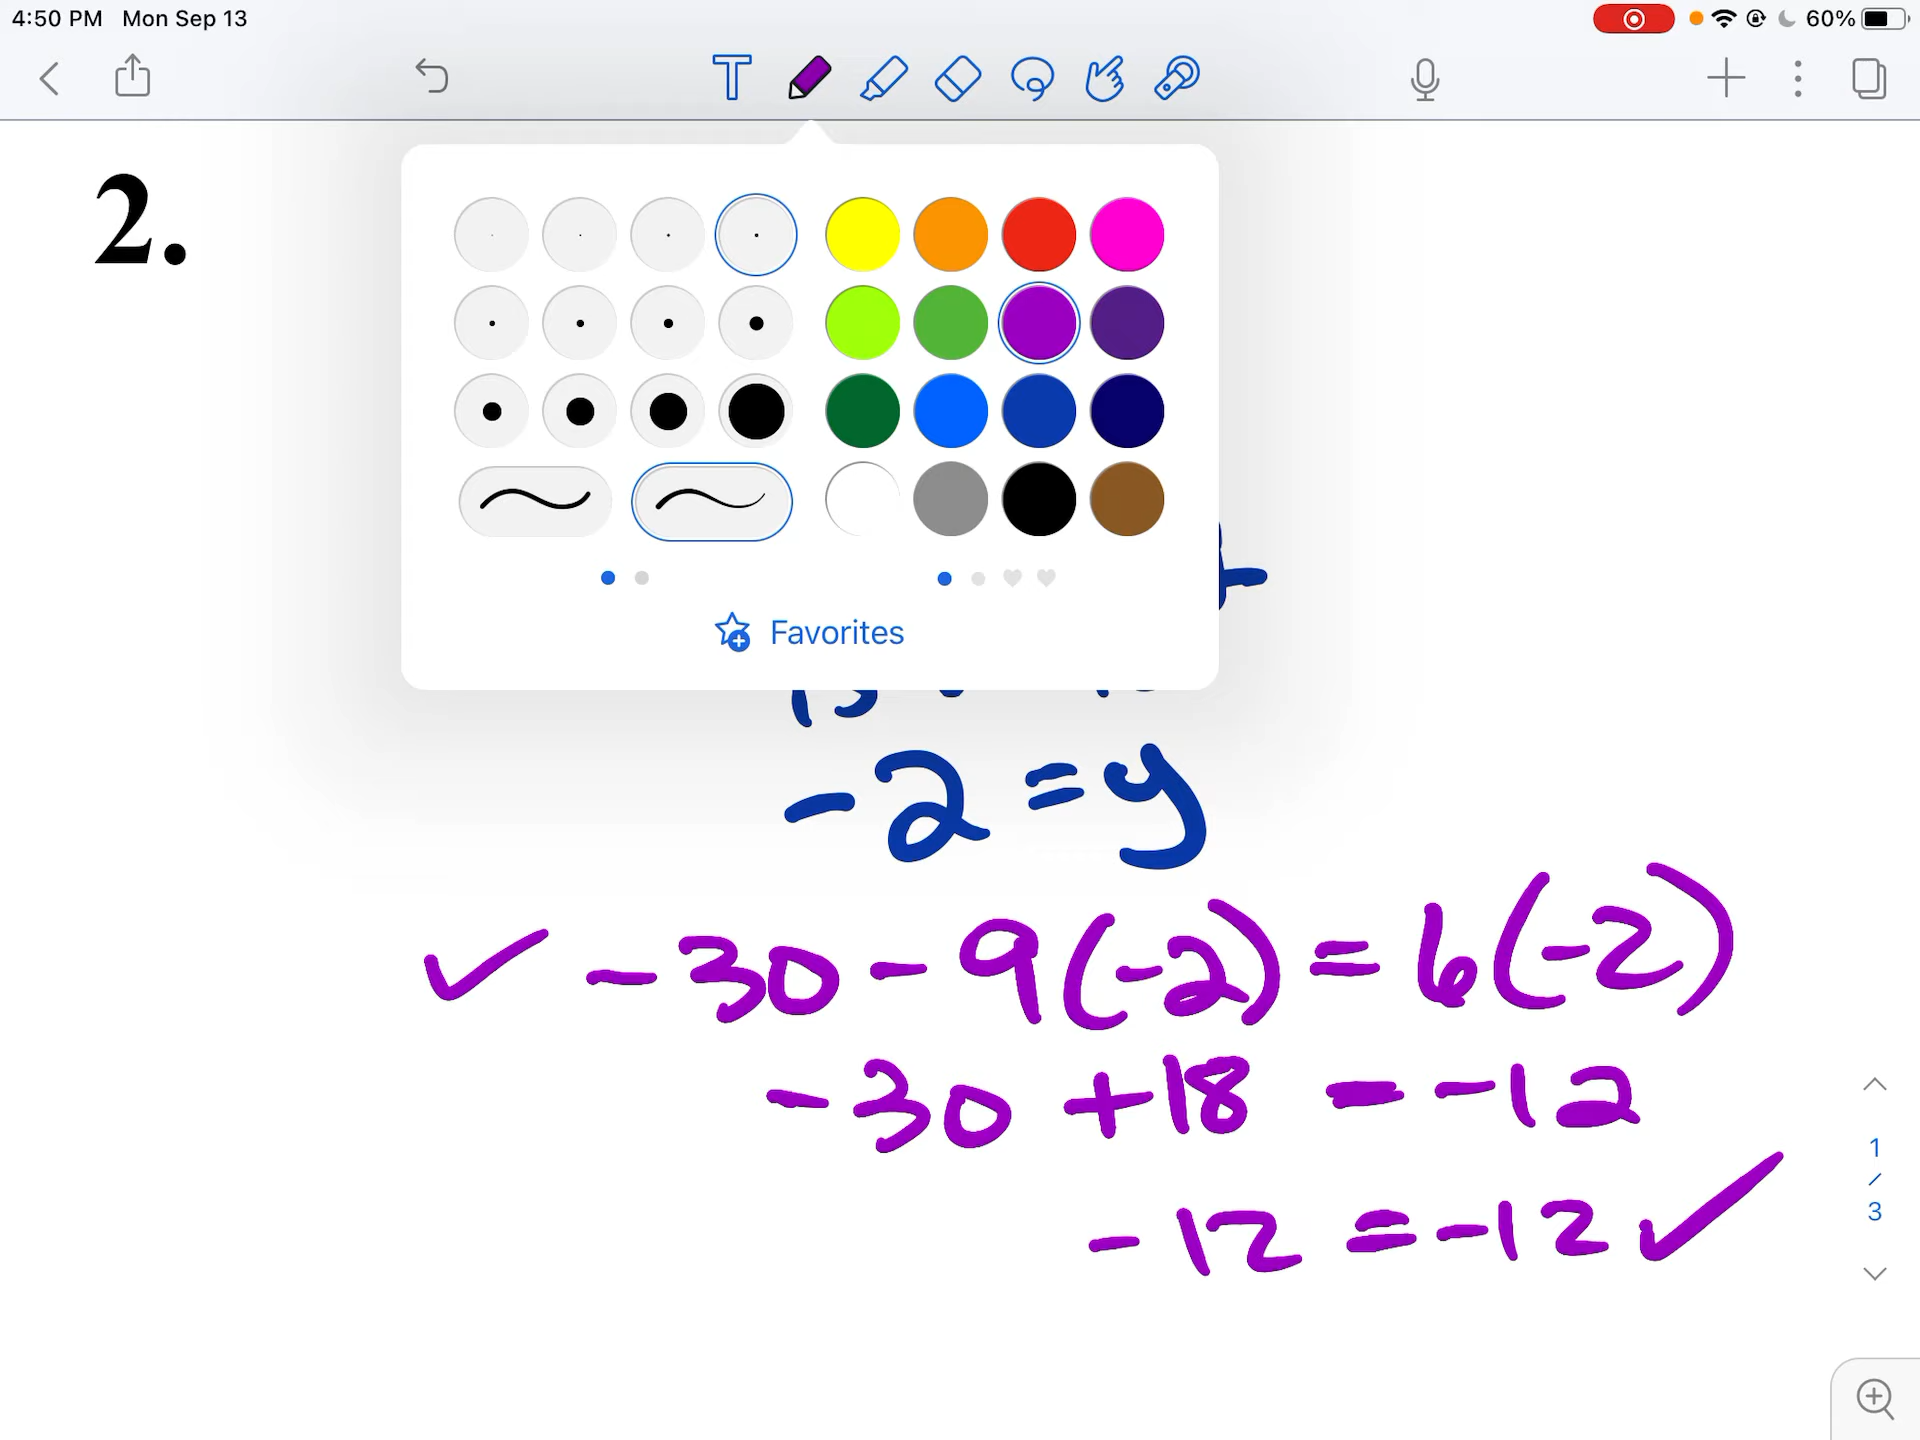 4:50 PM Mon Sep 13
60%
T
2.
Favorites
-2 = y
✓ -30 - 9(-2) = 6(-2)
-30 + 18 = -12
-12 = -12 ✓
1
/
3